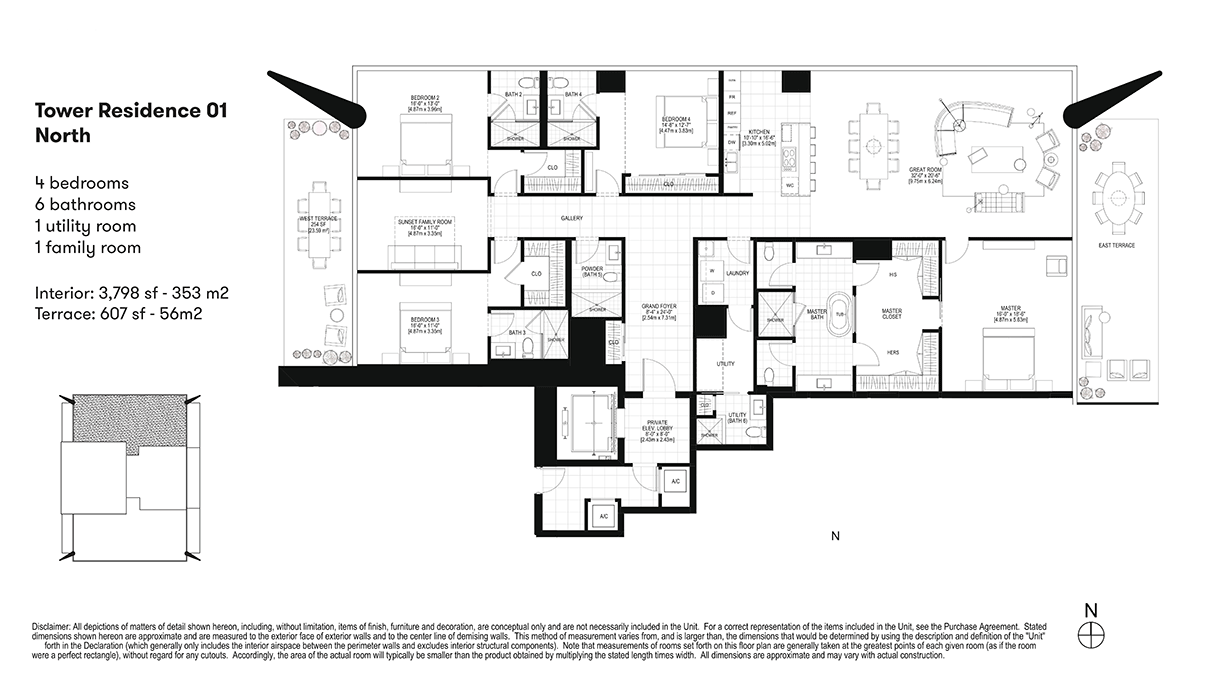 Tower Residence 01
North
4 bedrooms
6 bathrooms
1 utility room
1 family room
Interior: 3,798 sf - 353 m2
Terrace: 607 sf - 56m2
BEDROOM 2
16'-0" x 13'-0"
[4.87m x 3.96m]
BATH 2
SHOWER
BATH 4
SHOWER
CLO
BEDROOM 4
14'-8" x 12'-7"
[4.47m x 3.83m]
CLO
FR
REF
DW
KITCHEN
10'-10" x 16'-6"
[3.30m x 5.02m]
WC
GREAT ROOM
32'-0" x 20'-6"
[9.75m x 6.24m]
WEST TERRACE
254 SF
[23.59 m²]
SUNSET FAMILY ROOM
16'-0" x 11'-0"
[4.87m x 3.35m]
GALLERY
EAST TERRACE
CLO
POWDER
(BATH 5)
SHOWER
W
D
LAUNDRY
SHOWER
MASTER
BATH
TUB
HIS
MASTER
CLOSET
HERS
MASTER
16'-0" x 18'-6"
[4.87m x 5.63m]
BEDROOM 3
16'-0" x 11'-0"
[4.87m x 3.35m]
BATH 3
SHOWER
CLO
GRAND FOYER
8'-4" x 24'-0"
[2.54m x 7.31m]
UTILITY
CLO
UTILITY
(BATH 6)
SHOWER
PRIVATE
ELEV. LOBBY
8'-0" x 8'-0"
[2.43m x 2.43m]
A/C
A/C
N
N
Disclaimer: All depictions of matters of detail shown hereon, including, without limitation, items of finish, furniture and decoration, are conceptual only and are not necessarily included in the Unit. For a correct representation of the items included in the Unit, see the Purchase Agreement. Stated
dimensions shown hereon are approximate and are measured to the exterior face of exterior walls and to the center line of demising walls. This method of measurement varies from, and is larger than, the dimensions that would be determined by using the description and definition of the "Unit"
forth in the Declaration (which generally only includes the interior airspace between the perimeter walls and excludes interior structural components). Note that measurements of rooms set forth on this floor plan are generally taken at the greatest points of each given room (as if the room
were a perfect rectangle), without regard for any cutouts. Accordingly, the area of the actual room will typically be smaller than the product obtained by multiplying the stated length times width. All dimensions are approximate and may vary with actual construction.